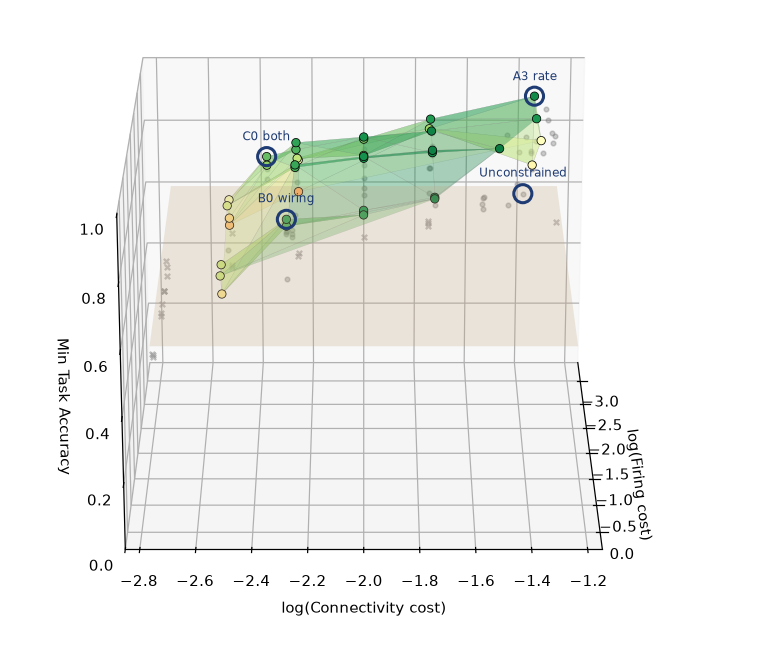 A3 rate
C0 both
Unconstrained
B0 wiring
1.0
0.8
0.6
0.4
0.2
0.0
Min Task Accuracy
3.0
2.5
2.0
1.5
1.0
0.5
0.0
log(Firing cost)
−2.8 −2.6 −2.4 −2.2 −2.0 −1.8 −1.6 −1.4 −1.2
log(Connectivity cost)